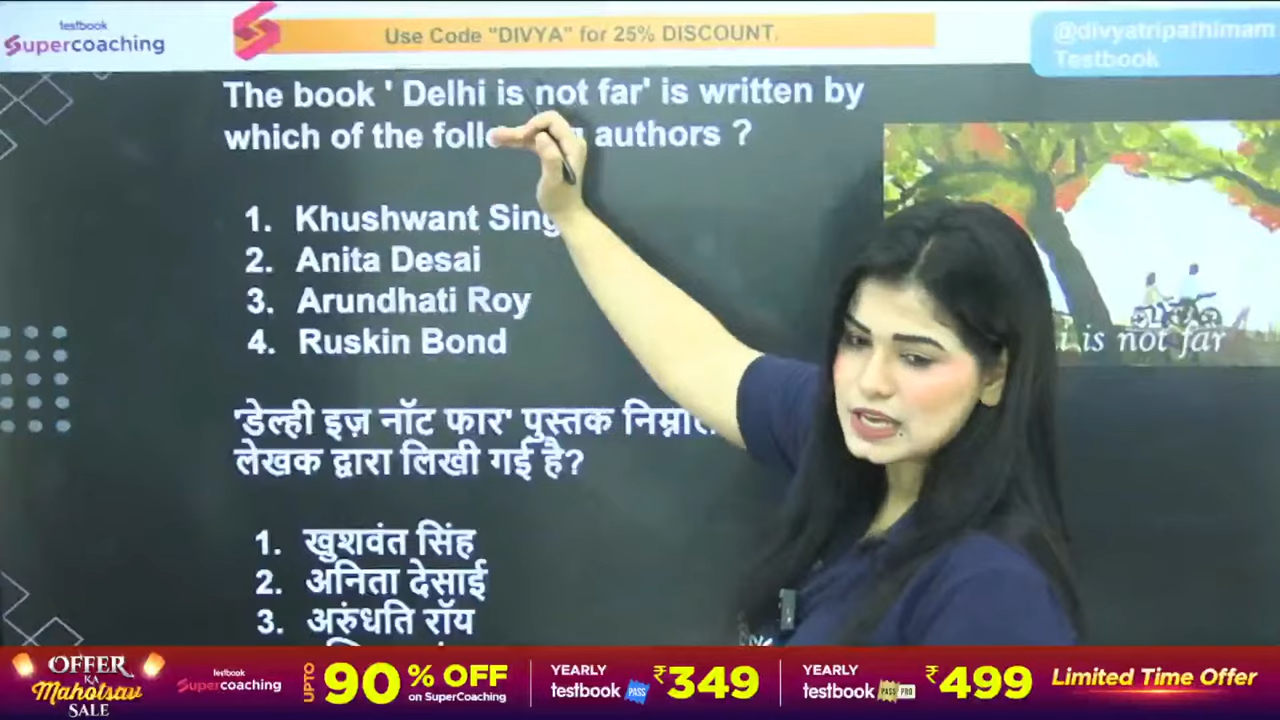 testbook
Supercoaching
Use Code "DIVYA" for 25% DISCOUNT.
@divyatripathimam
Testbook
The book ' Delhi is not far' is written by
which of the authors ?
1. Khushwant
2. Anita Desai
3. Arundhati Roy
4. Ruskin Bond
is not far
'डेल्ही इज़ नॉट फार' पुस्तक
लेखक द्वारा लिखी गई है?
1. खुशवंत सिंह
2. अनिता देसाई
3. अरुंधति रॉय
OFFER
KA
Mahotsav
SALE
testbook
Supercoaching
UPTO
90% OFF
on SuperCoaching
YEARLY
testbook PASS
₹349
YEARLY
testbook PASS PRO
₹499
Limited Time Offer